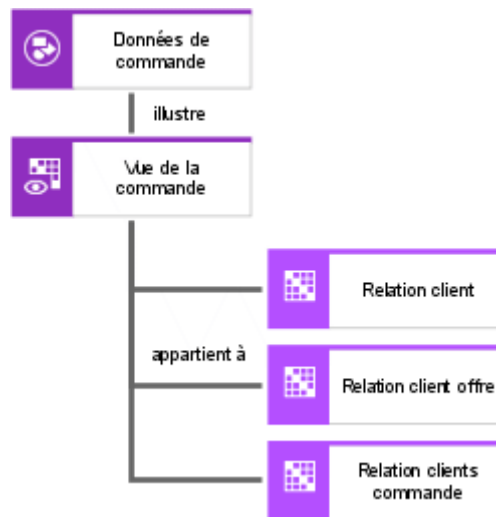 Données de
commande
illustre
Vue de la
commande
Relation client
appartient à
Relation client offre
Relation clients
commande